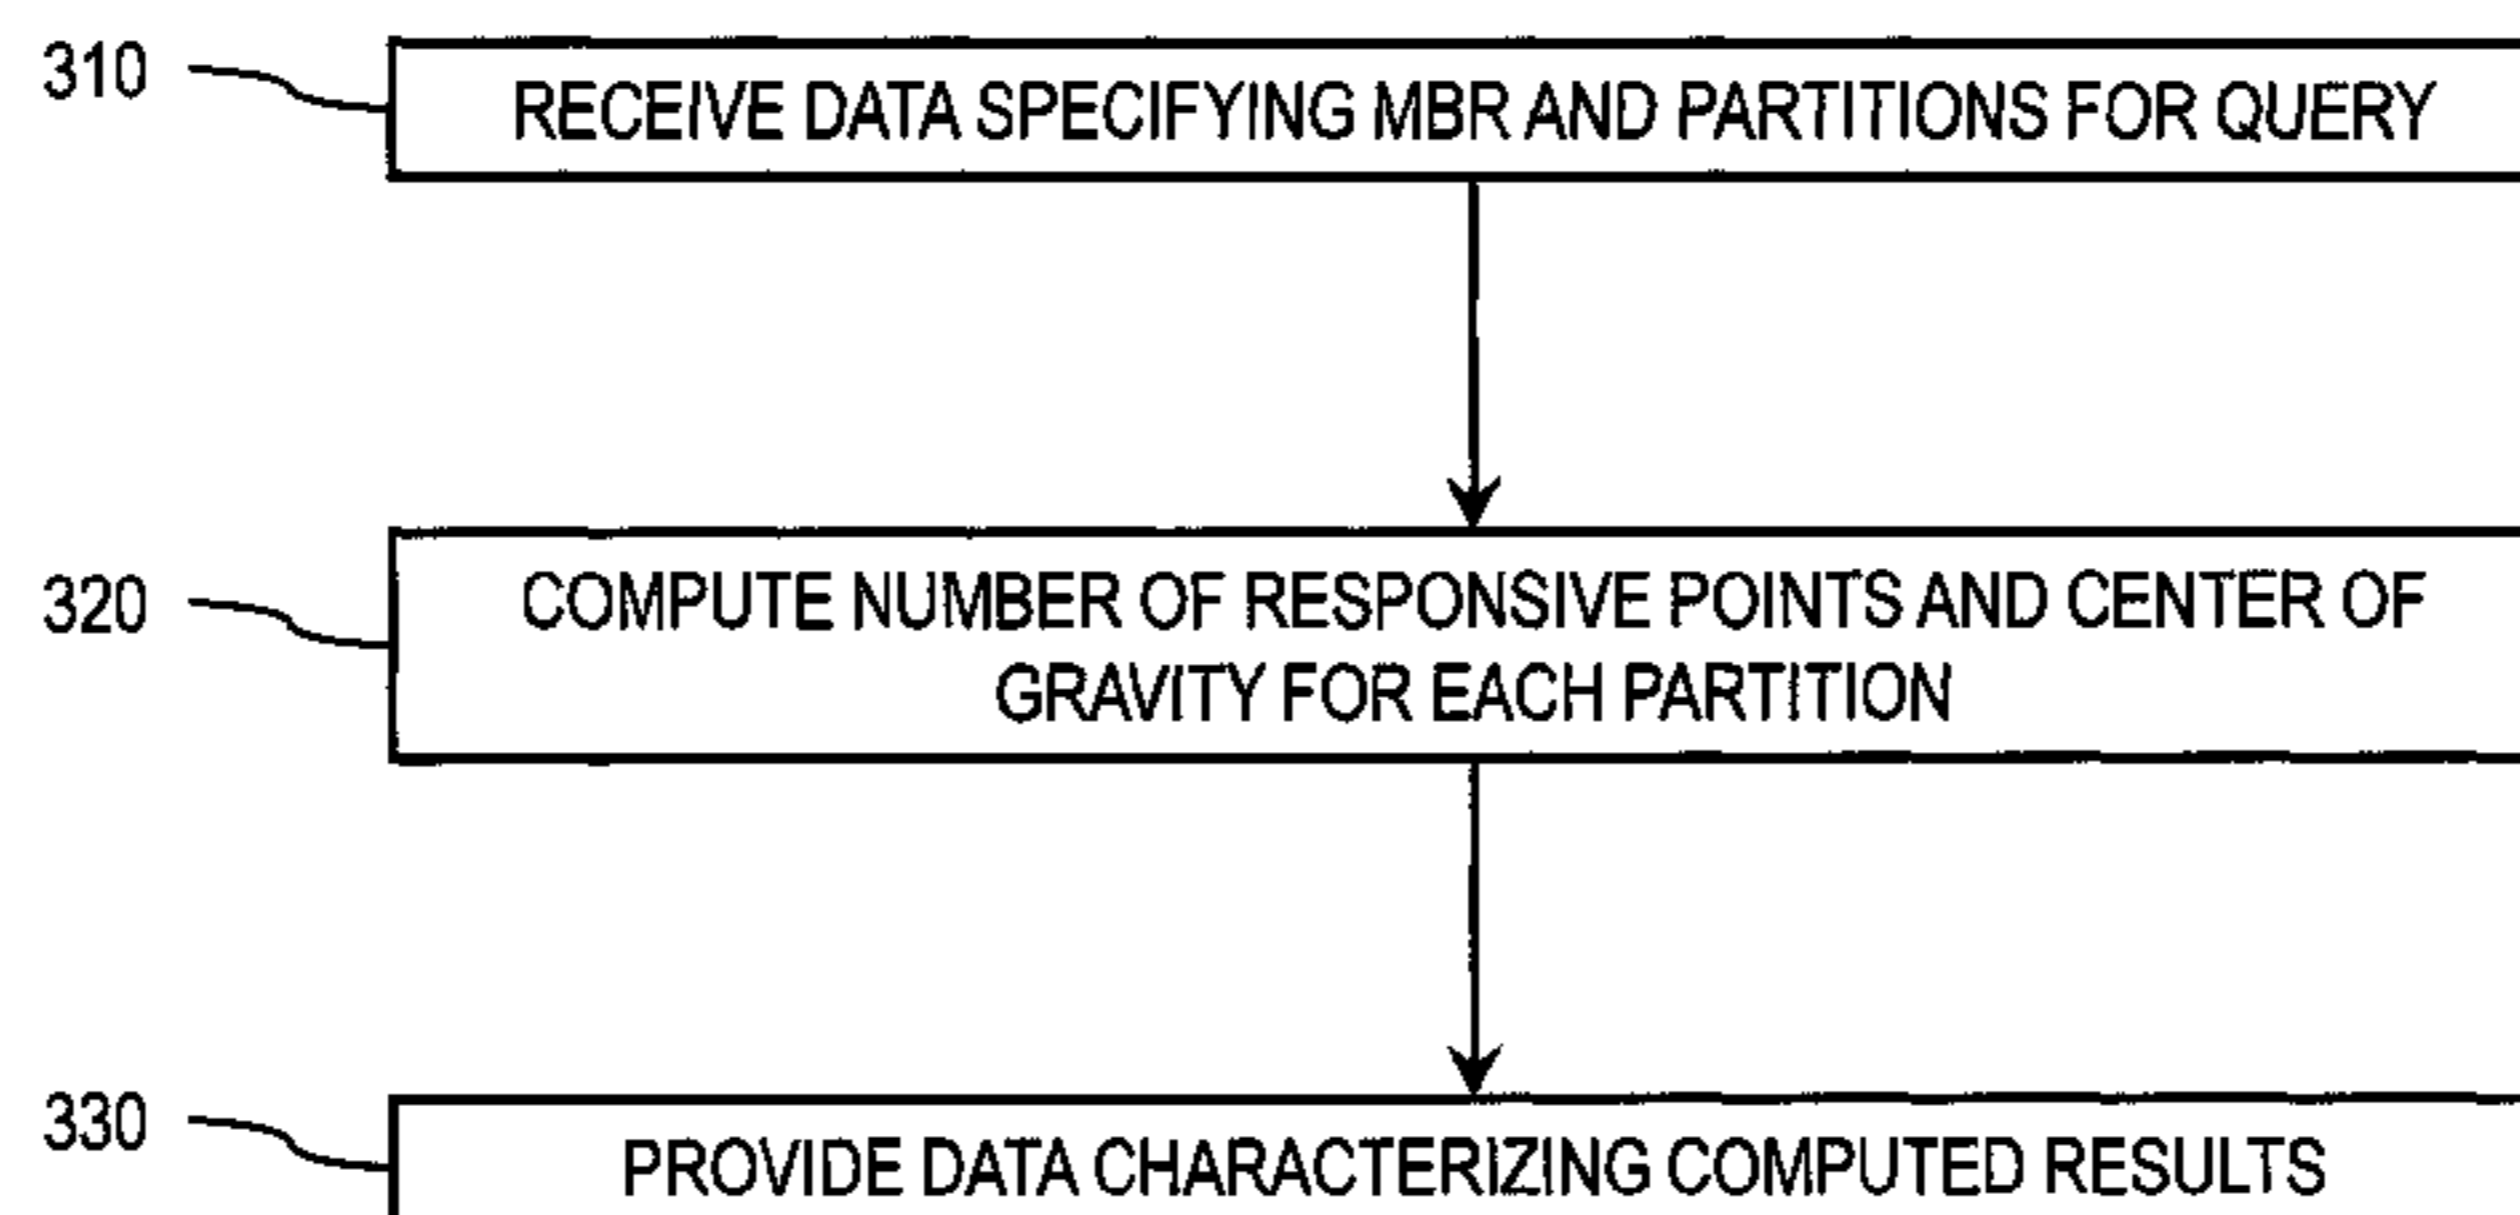 310
RECEIVE DATA SPECIFYING MBR AND PARTITIONS FOR QUERY
320
COMPUTE NUMBER OF RESPONSIVE POINTS AND CENTER OF
GRAVITY FOR EACH PARTITION
330
PROVIDE DATA CHARACTERIZING COMPUTED RESULTS